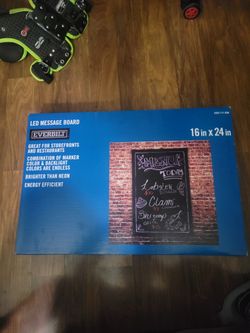 LED MESSAGE BOARD
EVERBILT
GREAT FOR STOREFRONTS
AND RESTAURANTS
COMBINATION OF MARKER
COLOR & BACKLIGHT
COLORS ARE ENDLESS
BRIGHTER THAN NEON
ENERGY EFFICIENT
16 in x 24 in
TODAY
Lobster
Clams